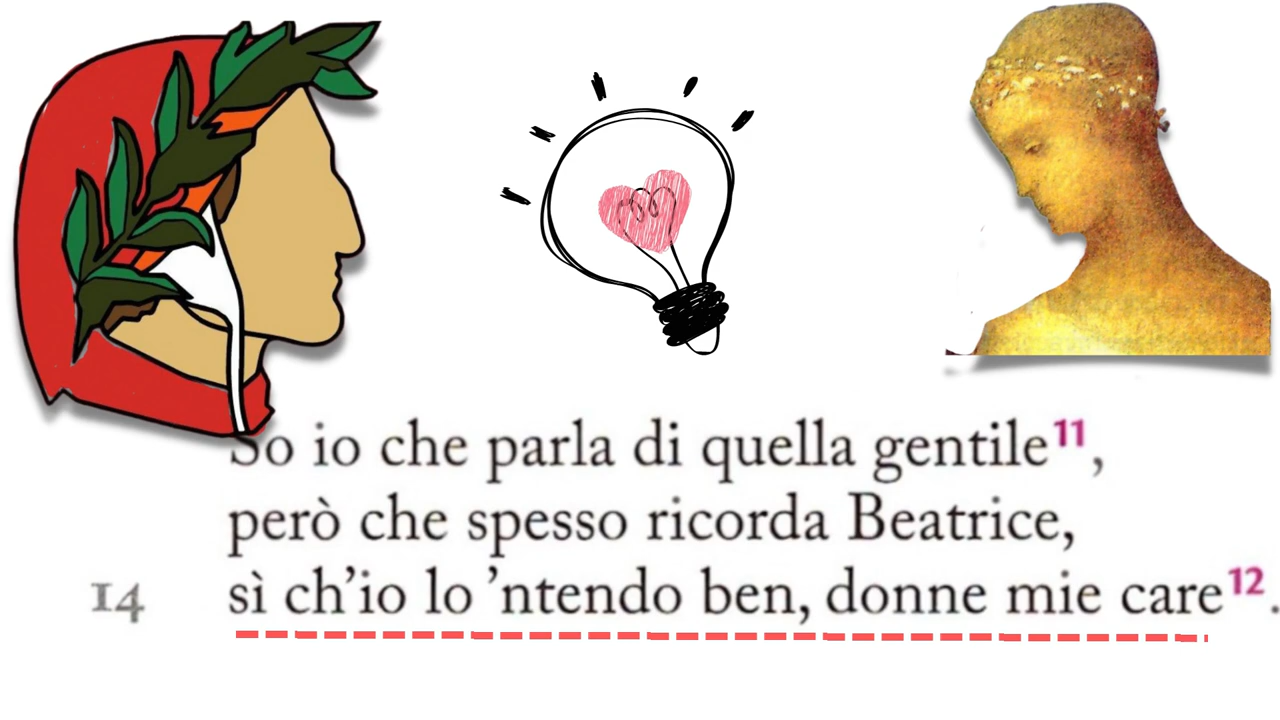 So io che parla di quella gentile¹¹,
però che spesso ricorda Beatrice,
14 sì ch’io lo ’ntendo ben, donne mie care¹².